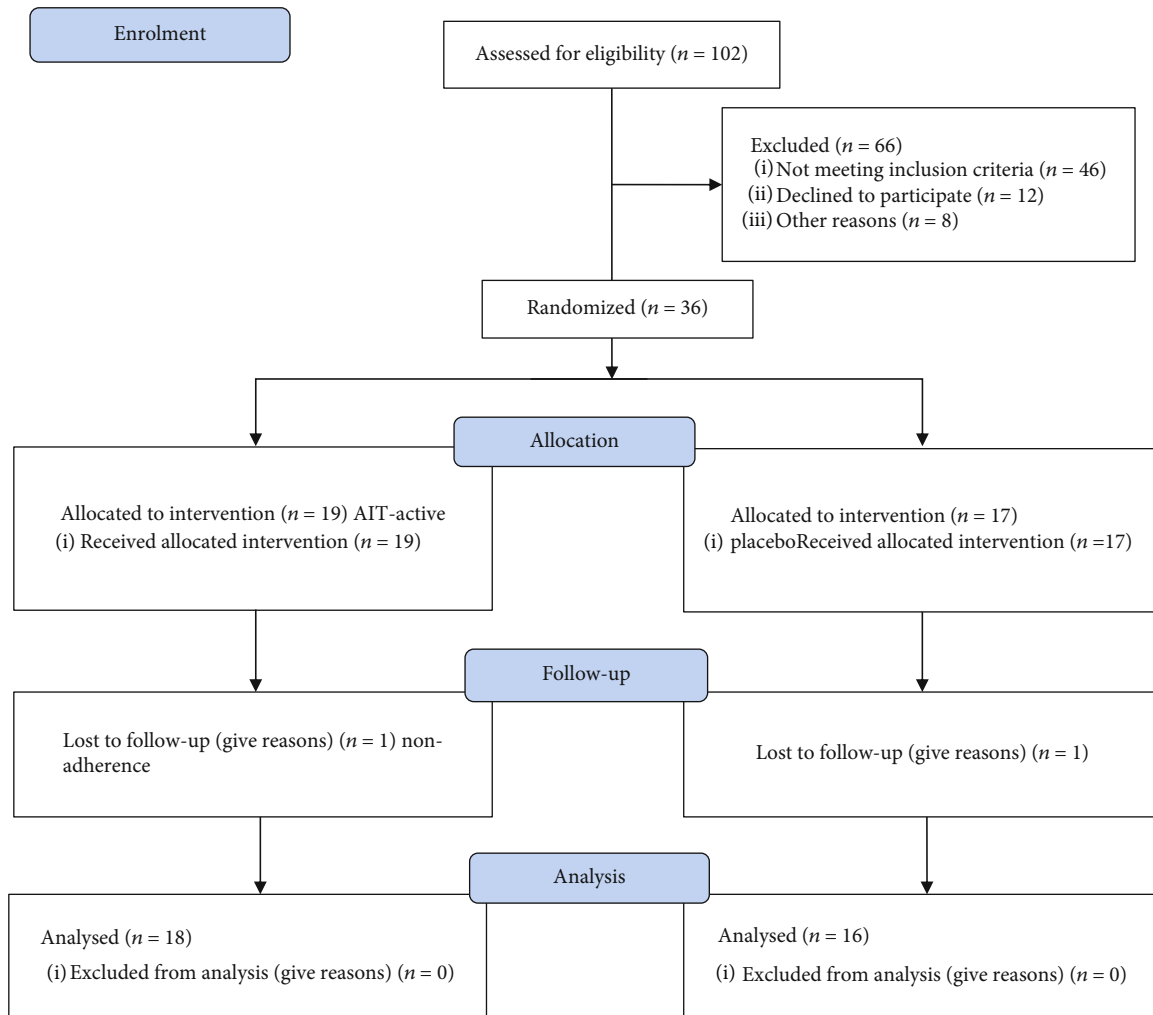 Enrolment
Assessed for eligibility (n = 102)
Excluded (n = 66)
(i) Not meeting inclusion criteria (n = 46)
(ii) Declined to participate (n = 12)
(iii) Other reasons (n = 8)
Randomized (n = 36)
Allocation
Allocated to intervention (n = 19) AIT-active
(i) Received allocated intervention (n = 19)
Allocated to intervention (n = 17)
(i) placeboReceived allocated intervention (n =17)
Follow-up
Lost to follow-up (give reasons) (n = 1) non-
adherence
Lost to follow-up (give reasons) (n = 1)
Analysis
Analysed (n = 18)
(i) Excluded from analysis (give reasons) (n = 0)
Analysed (n = 16)
(i) Excluded from analysis (give reasons) (n = 0)